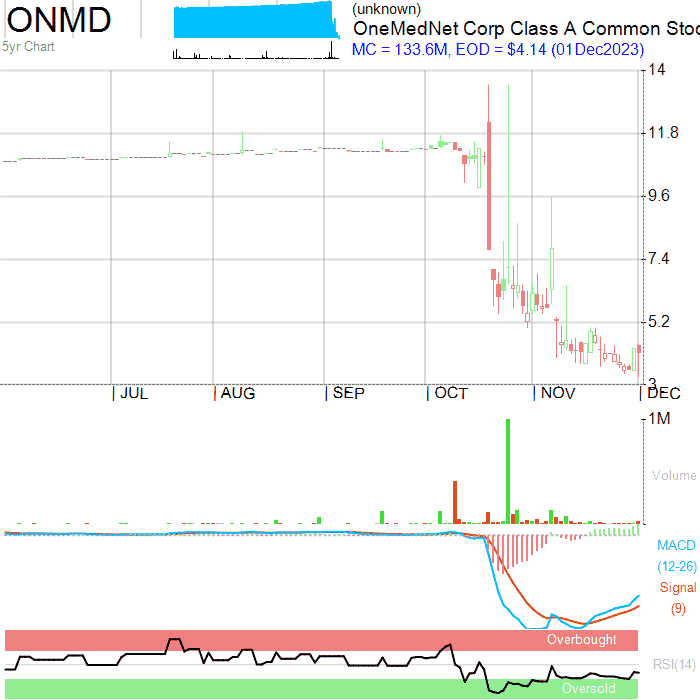 ONMD
5yr Chart
(unknown)
OneMedNet Corp Class A Common Stoc
MC = 133.6M, EOD = $4.14 (01Dec2023)
14
11.8
9.6
7.4
5.2
3
JUL AUG SEP OCT NOV DEC
1M
Volume
MACD
(12-26)
Signal
(9)
Overbought
RSI(14)
Oversold